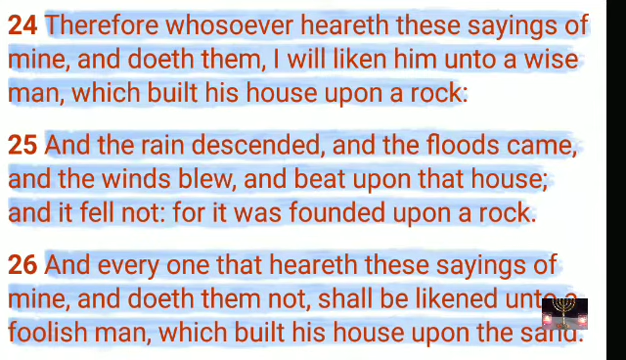 24 Therefore whosoever heareth these sayings of
mine, and doeth them, I will liken him unto a wise
man, which built his house upon a rock:
25 And the rain descended, and the floods came,
and the winds blew, and beat upon that house;
and it fell not: for it was founded upon a rock.
26 And every one that heareth these sayings of
mine, and doeth them not, shall be likened unto a
foolish man, which built his house upon the sand.